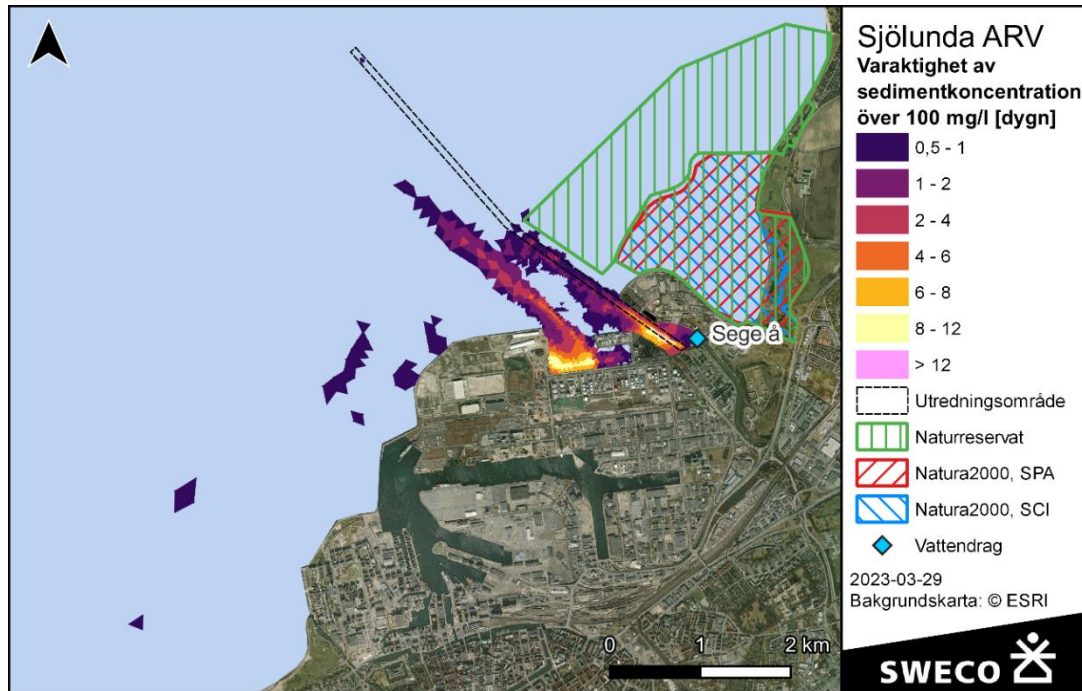 Sjölunda ARV
Varaktighet av
sedimentkoncentration
över 100 mg/l [dygn]
0,5 - 1
1 - 2
2 - 4
4 - 6
6 - 8
8 - 12
> 12
Utredningsområde
Naturreservat
Natura2000, SPA
Natura2000, SCI
Vattendrag
2023-03-29
Bakgrundskarta: © ESRI
SWECO
Sege å
0 1 2 km